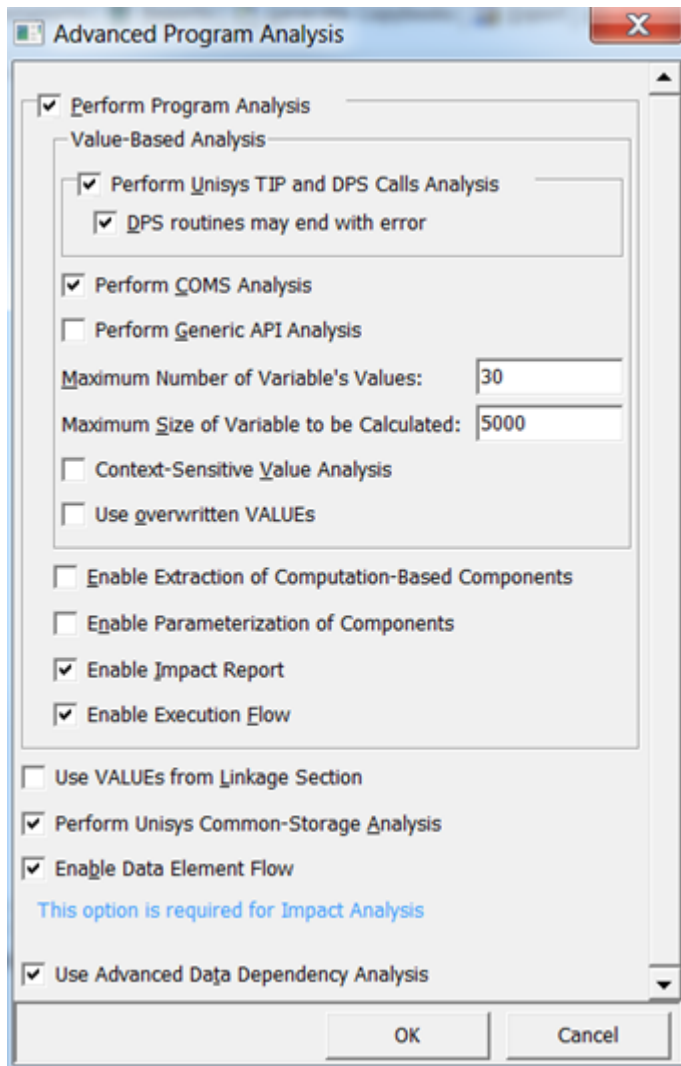 Advanced Program Analysis
Perform Program Analysis
Value-Based Analysis
Perform Unisys TIP and DPS Calls Analysis
DPS routines may end with error
Perform COMS Analysis
Perform Generic API Analysis
Maximum Number of Variable's Values: 30
Maximum Size of Variable to be Calculated: 5000
Context-Sensitive Value Analysis
Use overwritten VALUEs
Enable Extraction of Computation-Based Components
Enable Parameterization of Components
Enable Impact Report
Enable Execution Flow
Use VALUEs from Linkage Section
Perform Unisys Common-Storage Analysis
Enable Data Element Flow
This option is required for Impact Analysis
Use Advanced Data Dependency Analysis
OK Cancel